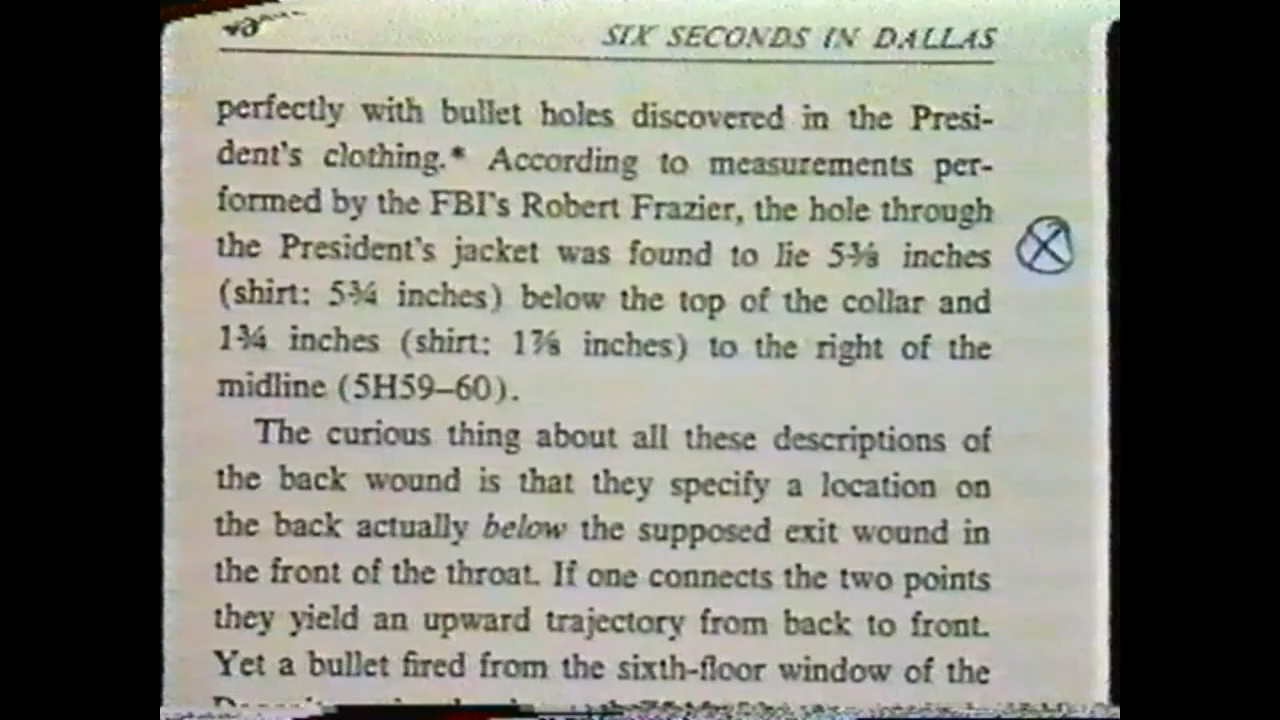 SIX SECONDS IN DALLAS
perfectly with bullet holes discovered in the Presi-
dent's clothing.* According to measurements per-
formed by the FBI's Robert Frazier, the hole through
the President's jacket was found to lie 5⅜ inches
(shirt: 5¾ inches) below the top of the collar and
1¾ inches (shirt: 1⅞ inches) to the right of the
midline (5H59–60).
The curious thing about all these descriptions of
the back wound is that they specify a location on
the back actually below the supposed exit wound in
the front of the throat. If one connects the two points
they yield an upward trajectory from back to front.
Yet a bullet fired from the sixth-floor window of the